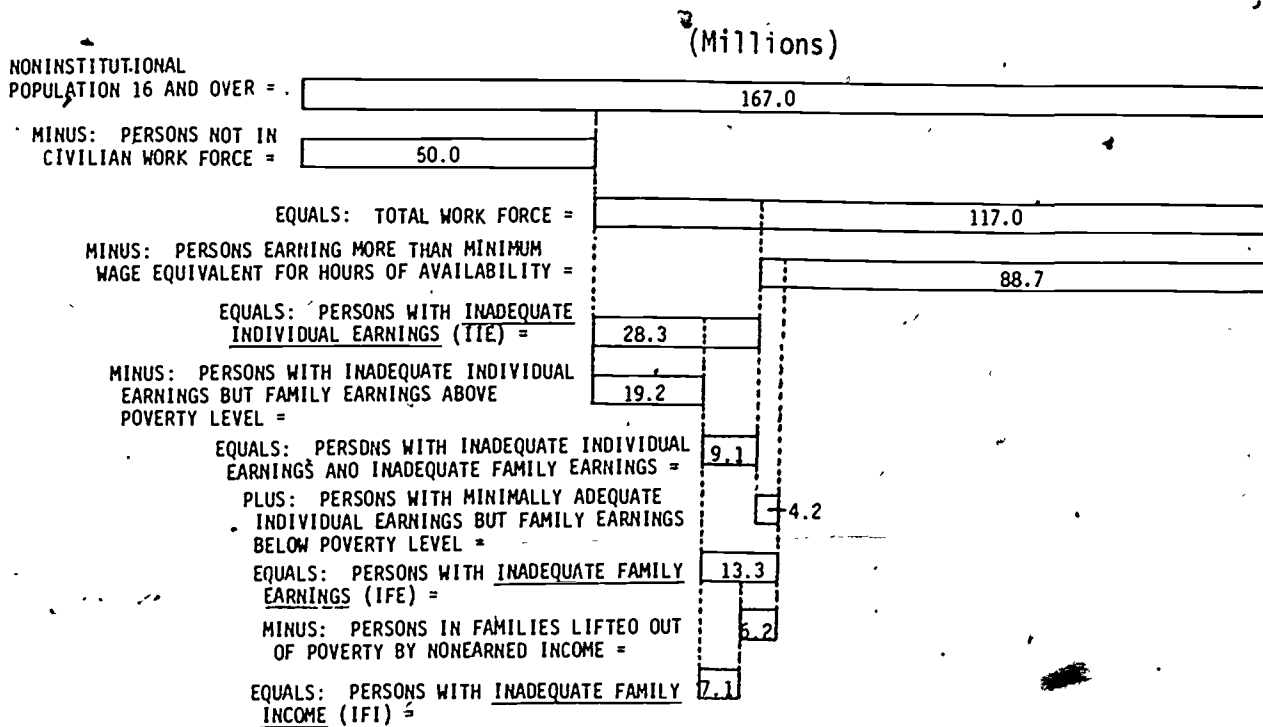 (Millions)
NONINSTITUTIONAL
POPULATION 16 AND OVER =
167.0
MINUS: PERSONS NOT IN
CIVILIAN WORK FORCE =
50.0
EQUALS: TOTAL WORK FORCE =
117.0
MINUS: PERSONS EARNING MORE THAN MINIMUM
WAGE EQUIVALENT FOR HOURS OF AVAILABILITY =
88.7
EQUALS: PERSONS WITH INADEQUATE
INDIVIDUAL EARNINGS (IIE) =
28.3
MINUS: PERSONS WITH INADEQUATE INDIVIDUAL
EARNINGS BUT FAMILY EARNINGS ABOVE
POVERTY LEVEL =
19.2
EQUALS: PERSONS WITH INADEQUATE INDIVIDUAL
EARNINGS AND INADEQUATE FAMILY EARNINGS =
9.1
PLUS: PERSONS WITH MINIMALLY ADEQUATE
INDIVIDUAL EARNINGS BUT FAMILY EARNINGS
BELOW POVERTY LEVEL =
4.2
EQUALS: PERSONS WITH INADEQUATE FAMILY
EARNINGS (IFE) =
13.3
MINUS: PERSONS IN FAMILIES LIFTED OUT
OF POVERTY BY NONEARNED INCOME =
6.2
EQUALS: PERSONS WITH INADEQUATE FAMILY
INCOME (IFI) =
7.1